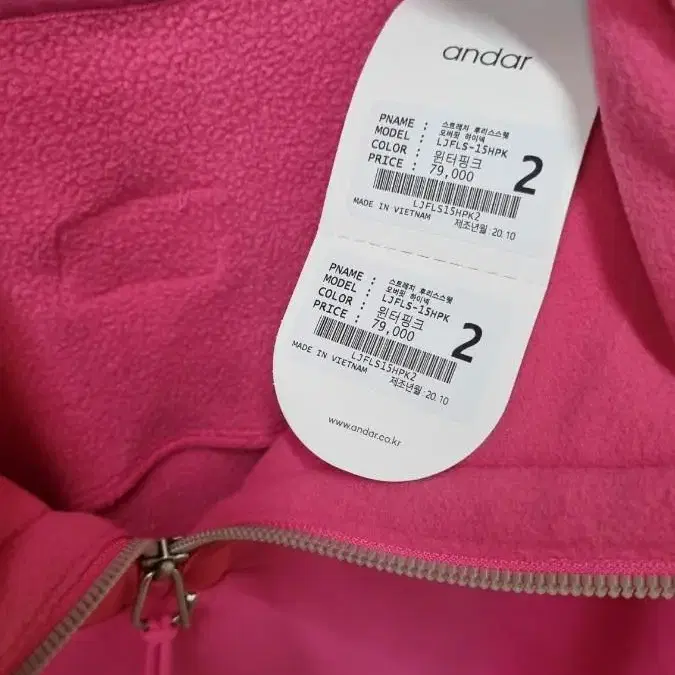 andar
PNAME : 스트레치 후리스스웻
오버핏 하이넥
MODEL : LJFLS-15HPK
COLOR : 윈터핑크
PRICE : 79,000
2
LJFLS15HPK2
MADE IN VIETNAM 제조년월:20.10
PNAME : 스트레치 후리스스웻
오버핏 하이넥
MODEL : LJFLS-15HPK
COLOR : 윈터핑크
PRICE : 79,000
2
LJFLS15HPK2
MADE IN VIETNAM 제조년월:20.10
www.andar.co.kr